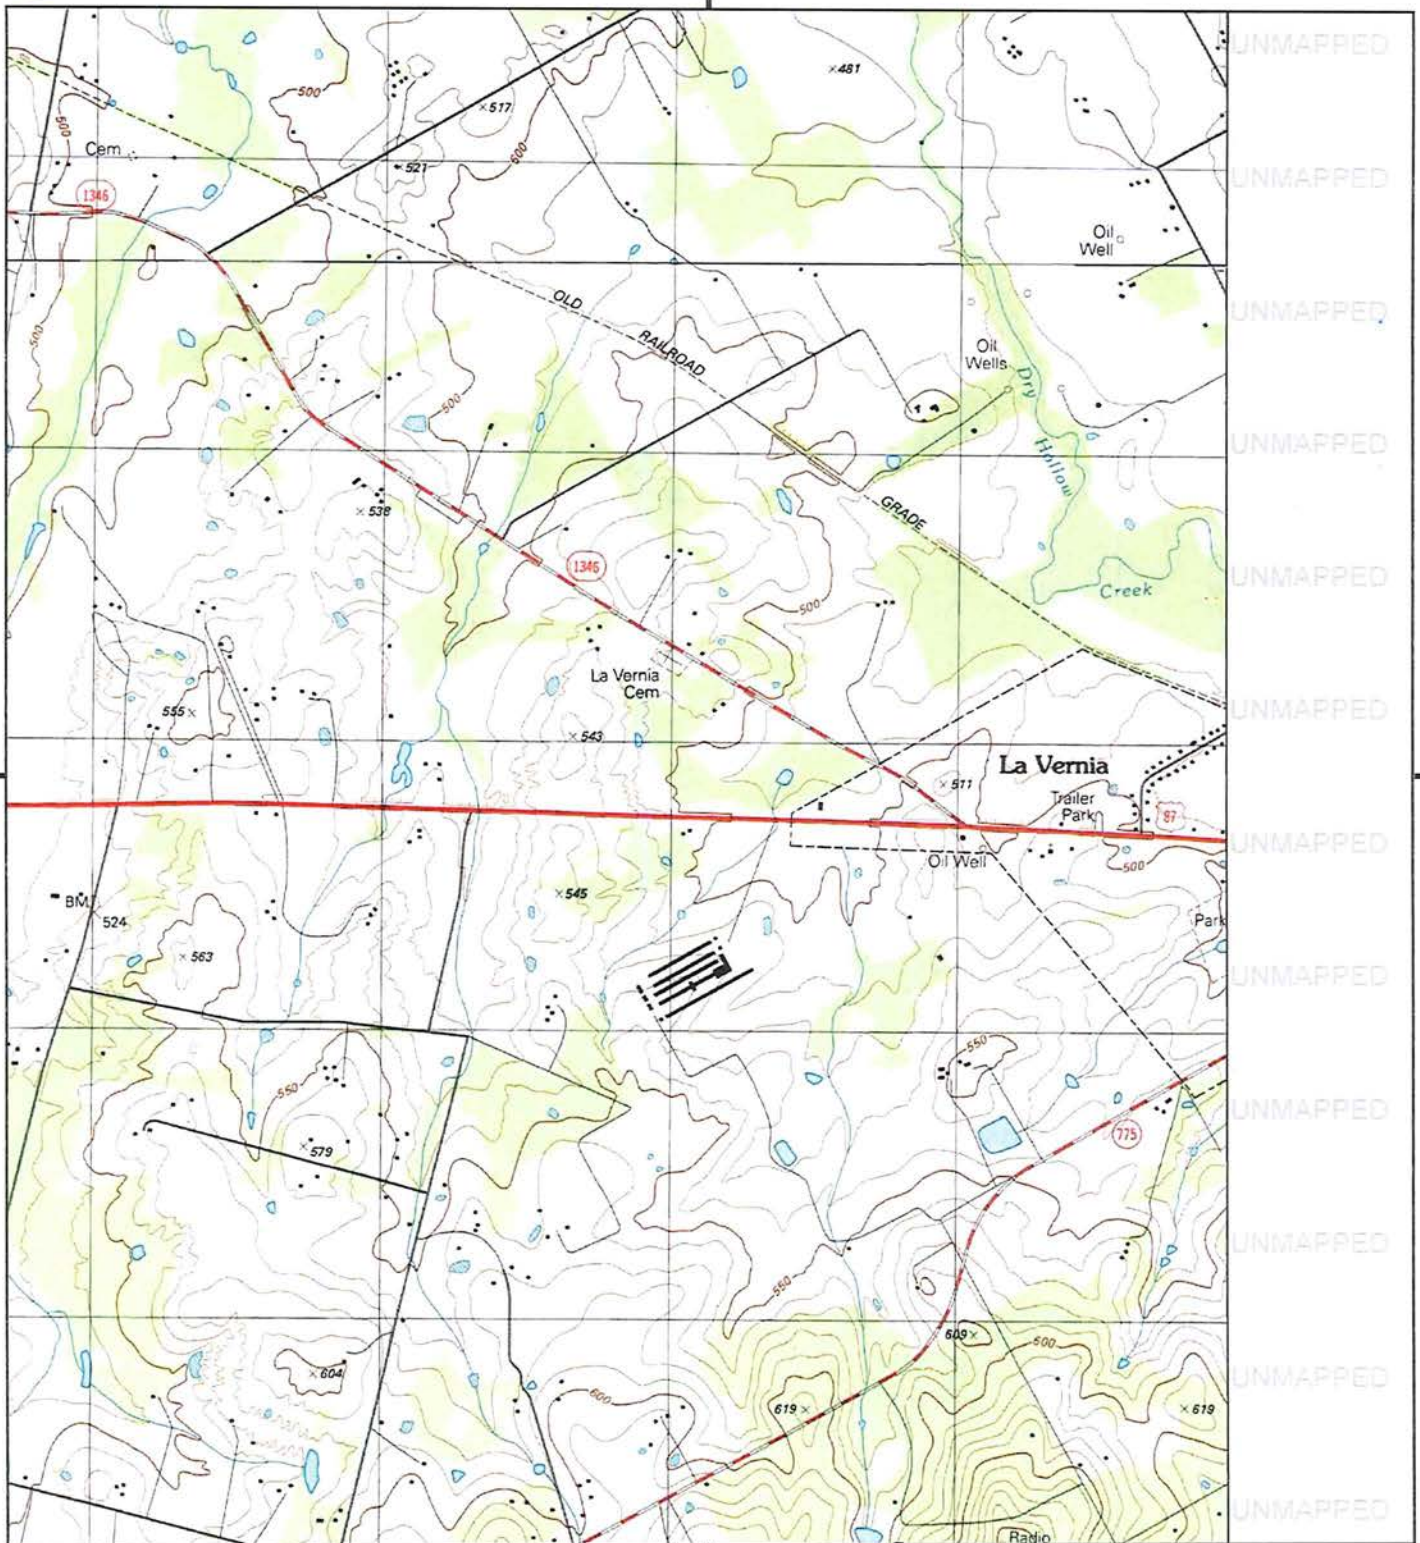 UNMAPPED
481
500
517
500
Cem
521
600
UNMAPPED
1346
Oil
Well
500
OLD
UNMAPPED
RAILROAD
Oil
Wells
Dry
500
UNMAPPED
Hollow
538
GRADE
1346
UNMAPPED
Creek
500
La Vernia
Cem
555
UNMAPPED
543
La Vernia
511
Trailer
Park
87
UNMAPPED
Oil Well
500
545
BM
524
Park
563
UNMAPPED
550
550
UNMAPPED
775
579
UNMAPPED
550
609
600
604
UNMAPPED
600
619
619
UNMAPPED
Radio